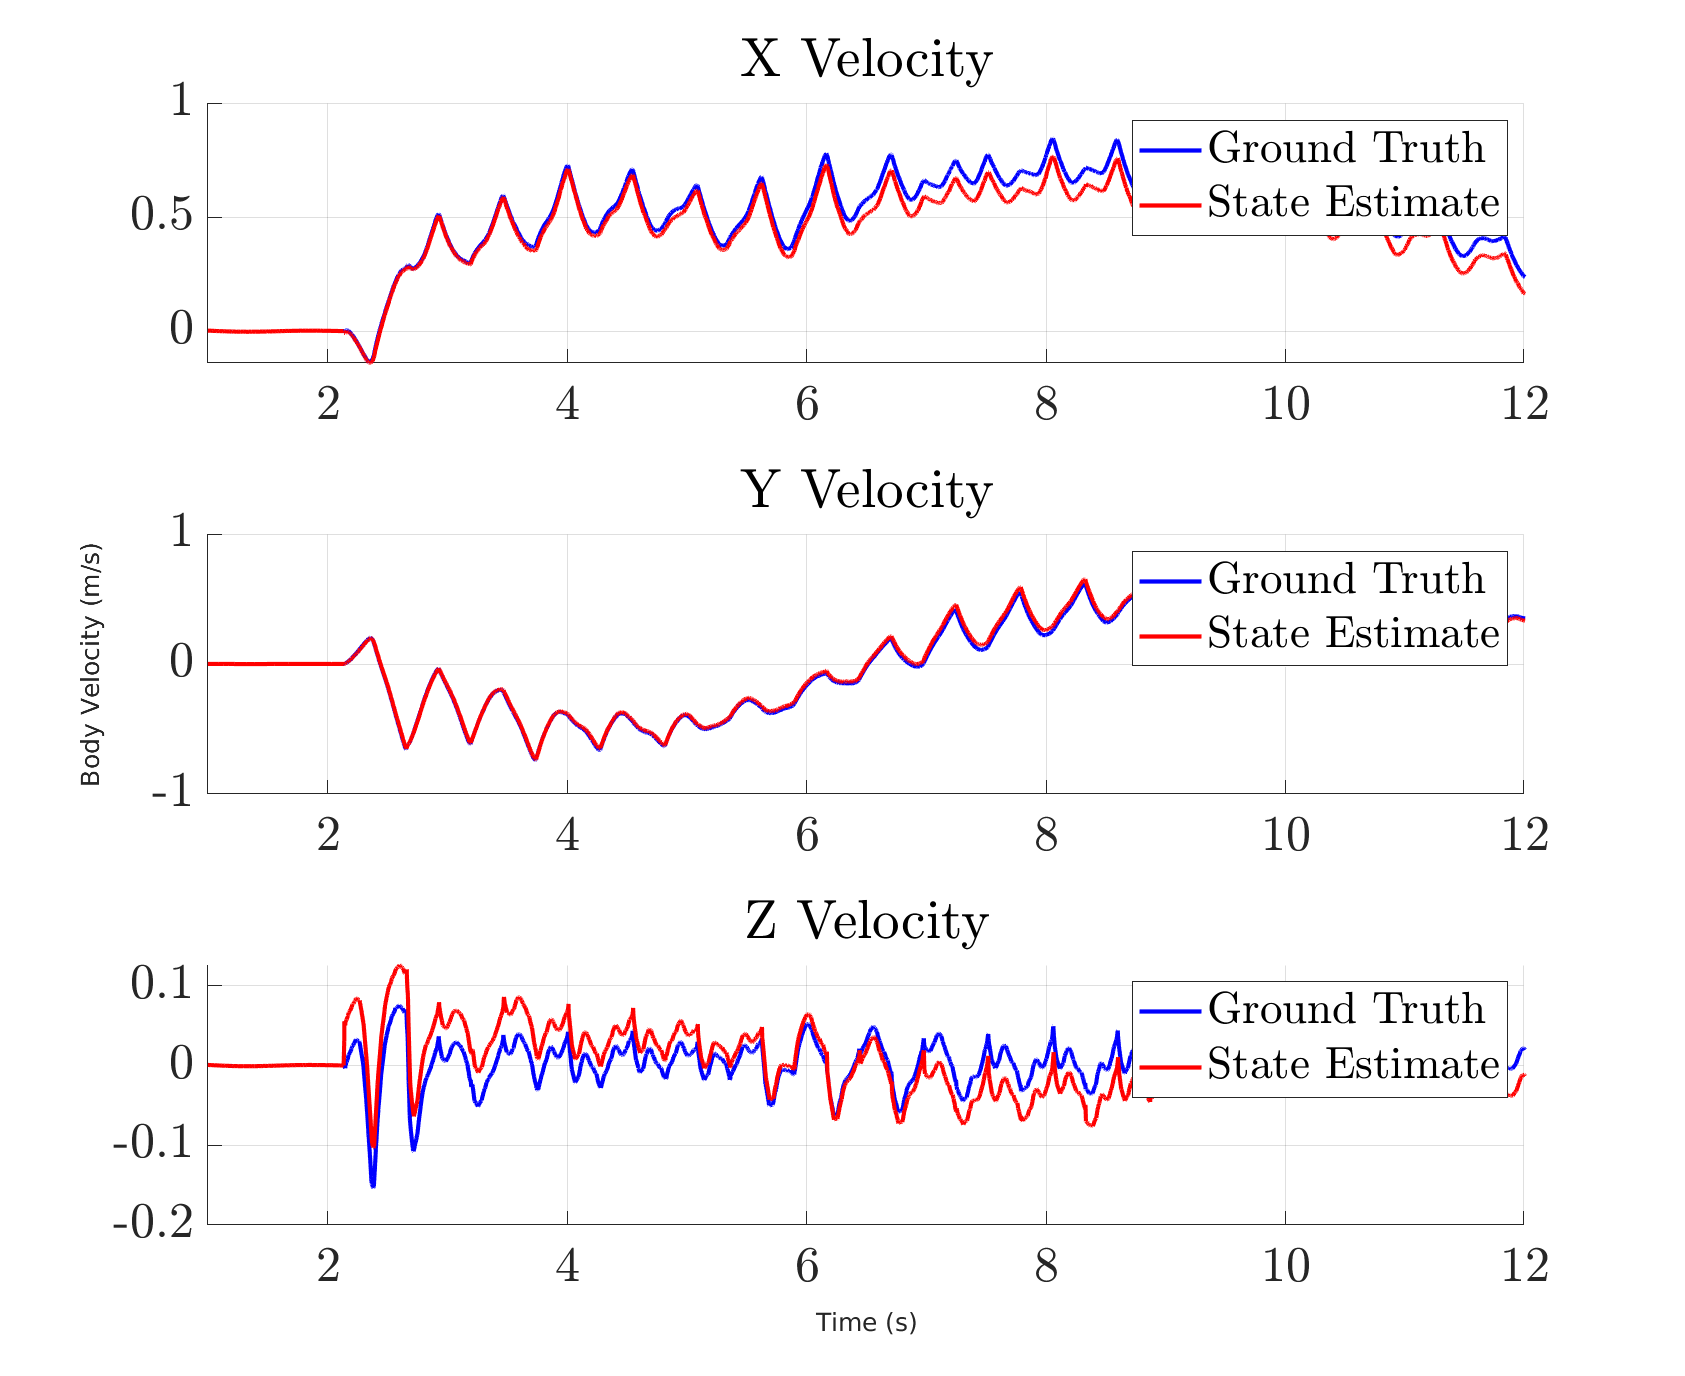 X Velocity
1
0.5
0
2 4 6 8 10 12
Ground Truth
State Estimate
Y Velocity
1
0
-1
2 4 6 8 10 12
Ground Truth
State Estimate
Body Velocity (m/s)
Z Velocity
0.1
0
-0.1
-0.2
2 4 6 8 10 12
Ground Truth
State Estimate
Time (s)